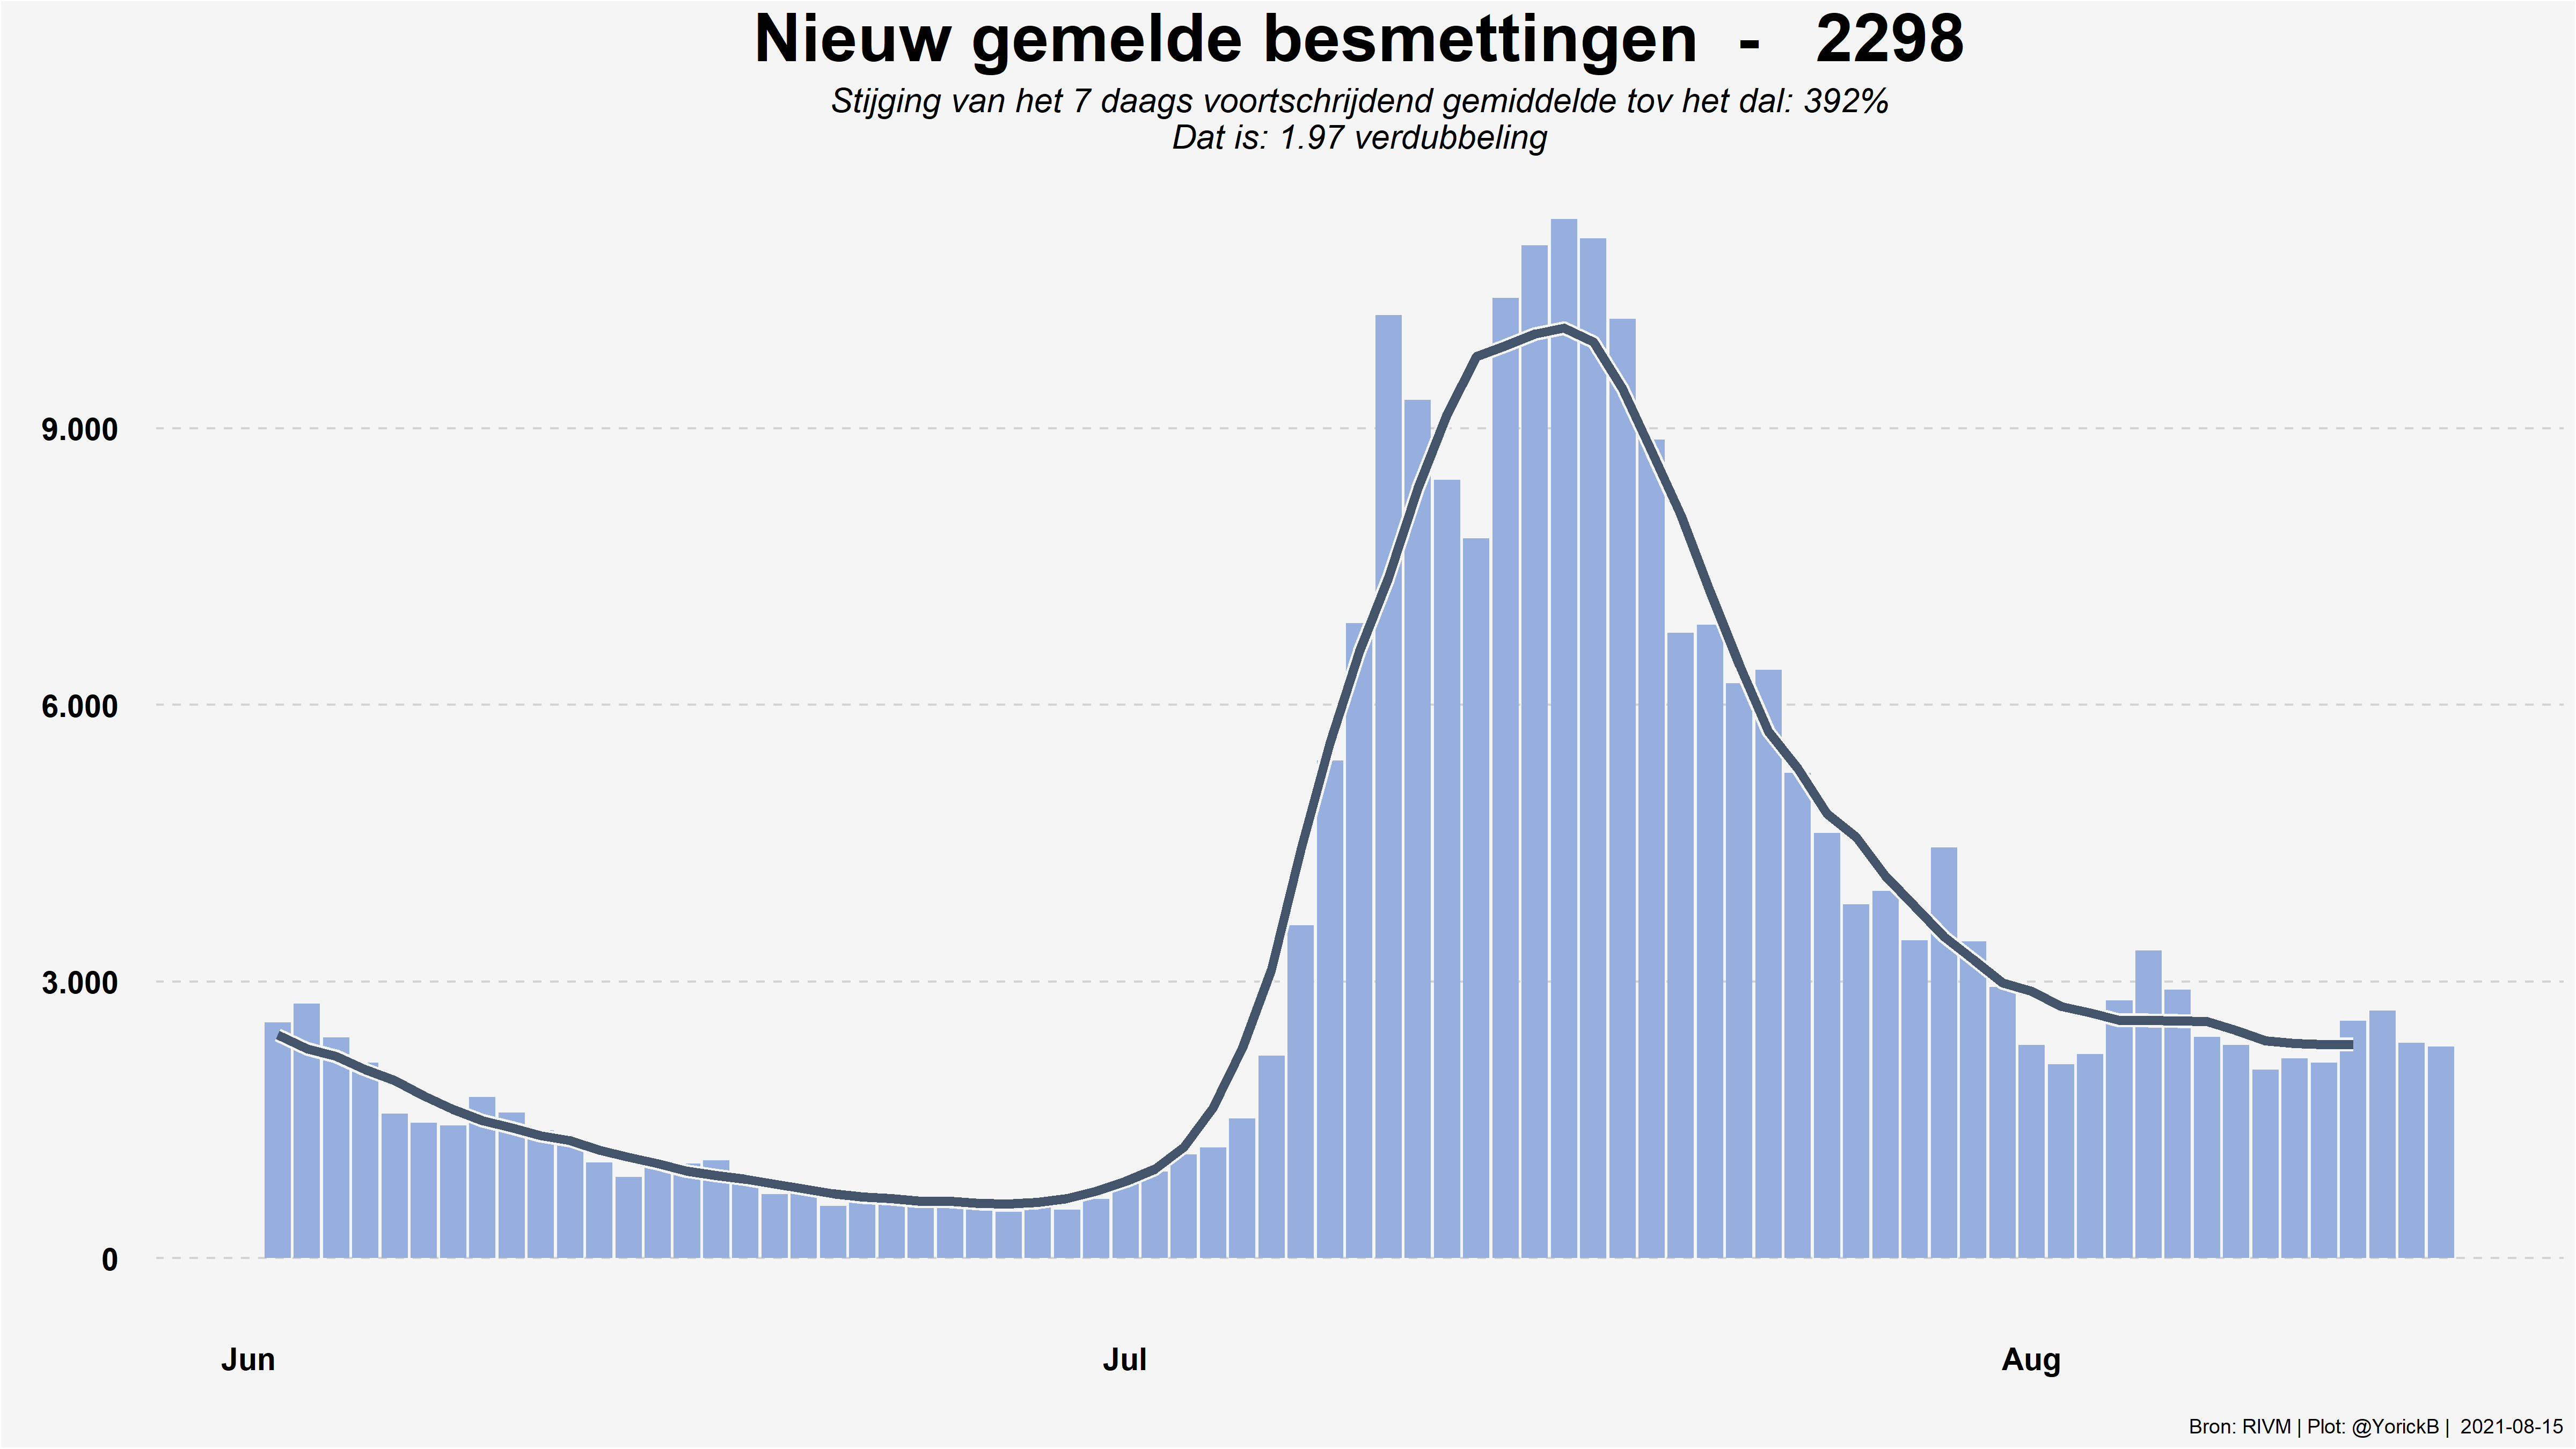 Nieuw gemelde besmettingen - 2298
Stijging van het 7 daags voortschrijdend gemiddelde tov het dal: 392%
Dat is: 1.97 verdubbeling
9.000
6.000
3.000
0
Jun Jul Aug
Bron: RIVM | Plot: @YorickB | 2021-08-15